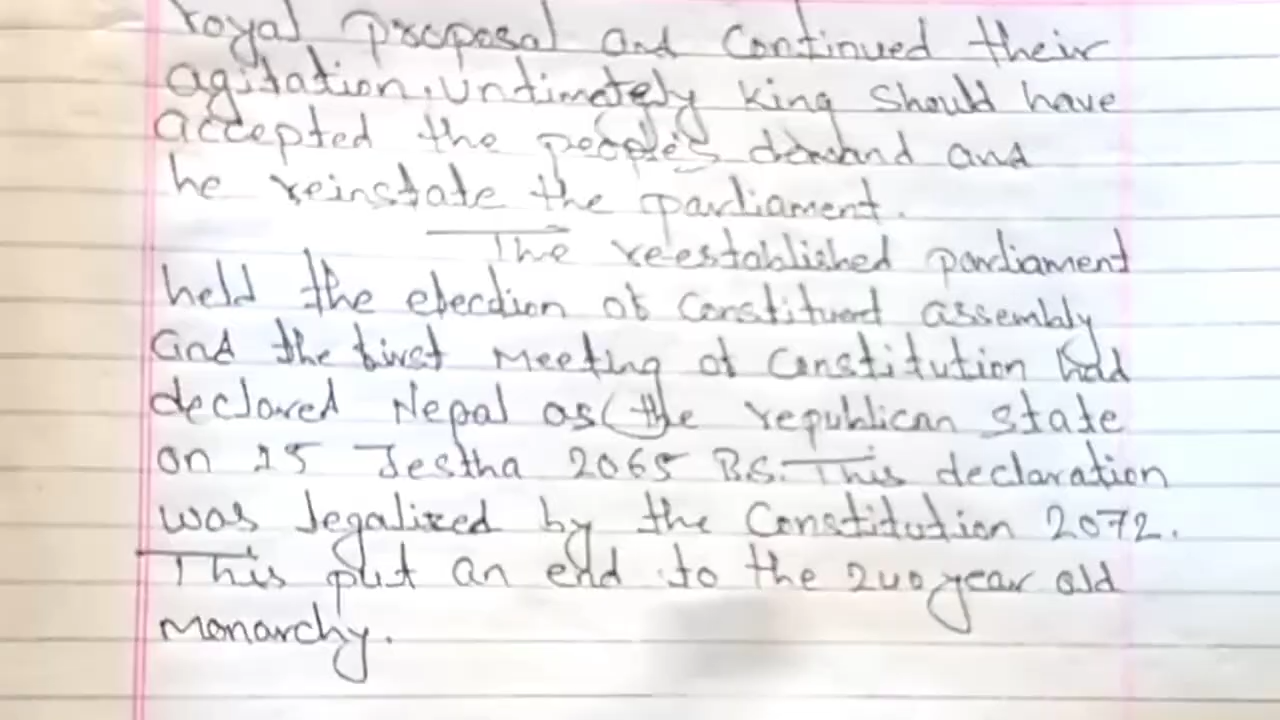 royal proposal and continued their
agitation. Untimetely king should have
accepted the people's demand and
he reinstate the parliament.
The reestablished parliament
held the election of constituent assembly
and the first meeting of constitution had
declared Nepal as the republican state
on 15 Jestha 2065 B.S. This declaration
was legalized by the Constitution 2072.
This put an end to the 240 year old
monarchy.